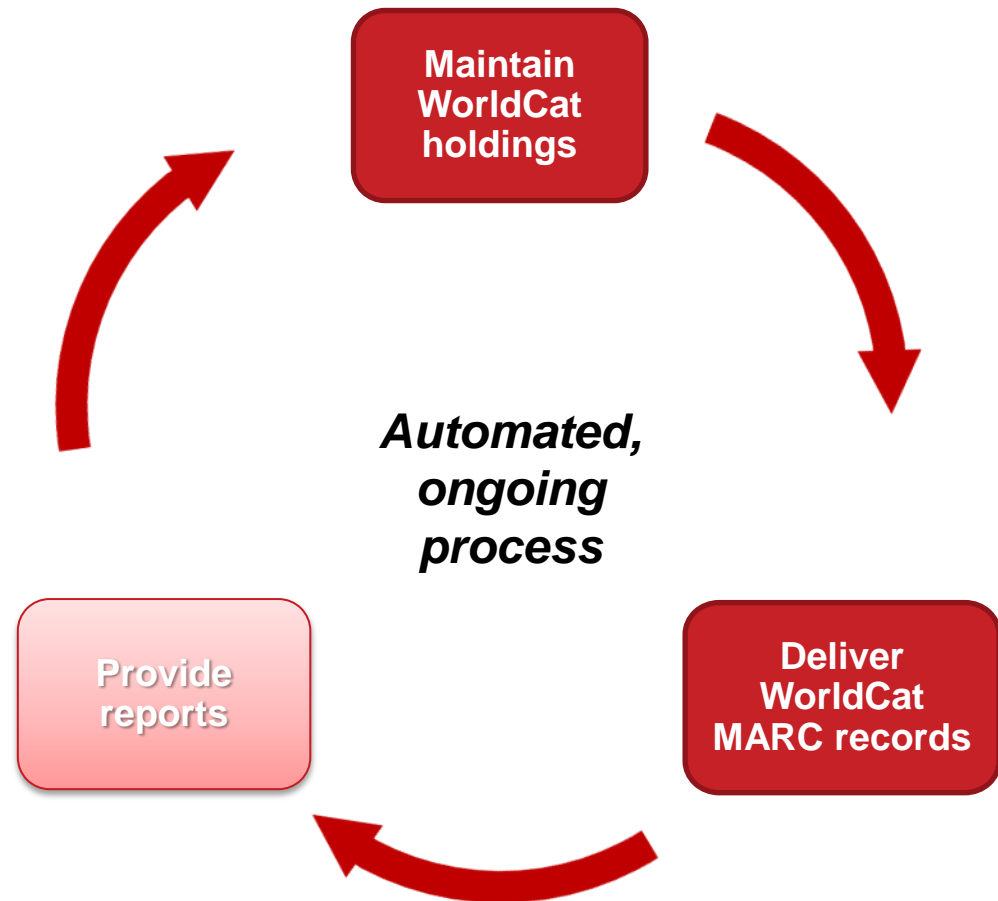 Maintain
WorldCat
holdings
Automated,
ongoing
process
Provide
reports
Deliver
WorldCat
MARC records